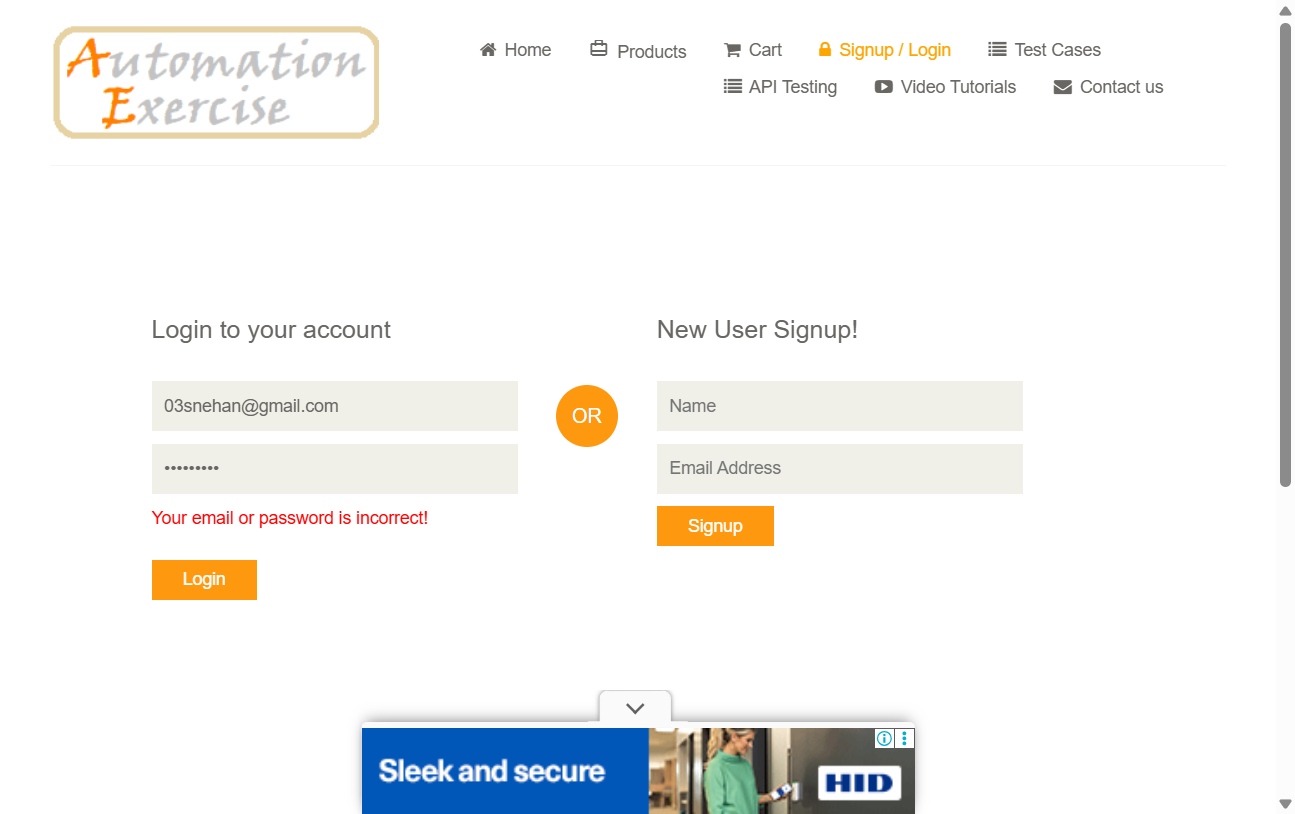 Automation
Exercise
Home
Products
Cart
Signup / Login
Test Cases
API Testing
Video Tutorials
Contact us
Login to your account
03snehan@gmail.com
•••••••••
Your email or password is incorrect!
Login
OR
New User Signup!
Name
Email Address
Signup
Sleek and secure
HID